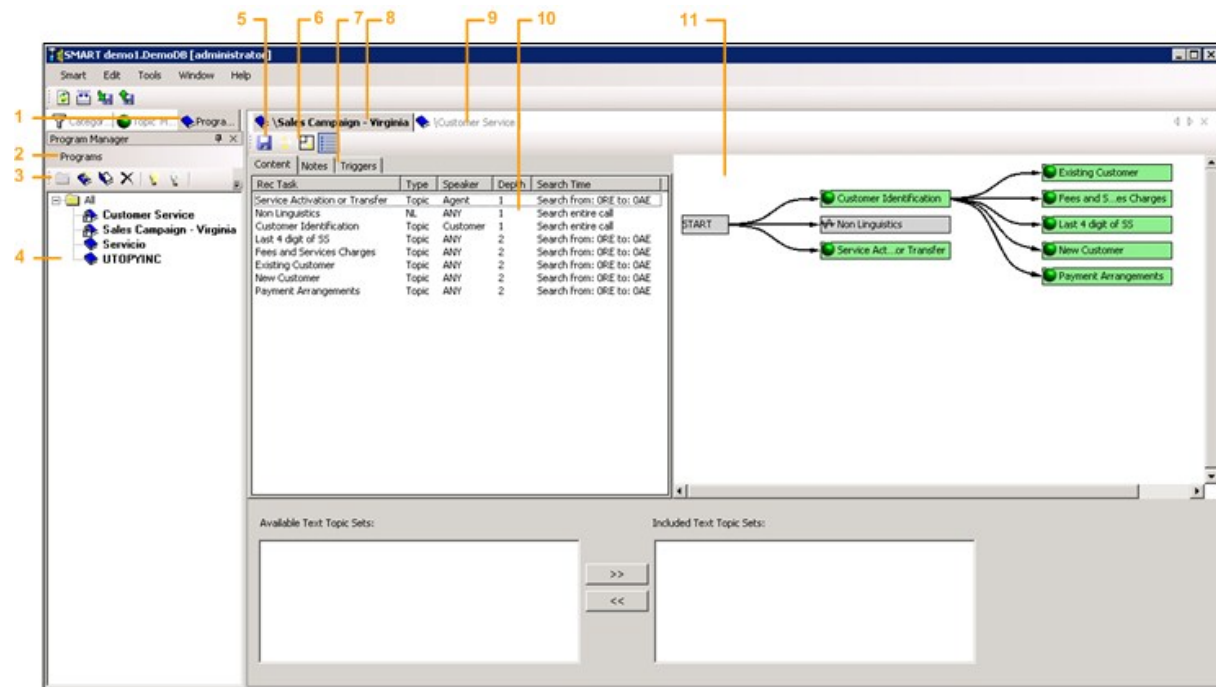 5 6 7 8 9 10 11
SMART demo1.DemoDB [administrator]
Smart Edit Tools Window Help
1
Categor... Topic M... Progra...
\Sales Campaign - Virginia \Customer Service
Program Manager
2
Programs
3
Content Notes Triggers
Rec Task Type Speaker Depth Search Time
Service Activation or Transfer Topic Agent 1 Search from: 0RE to: 0AE
Non Linguistics NL ANY 1 Search entire call
Customer Identification Topic Customer 1 Search entire call
Last 4 digit of SS Topic ANY 2 Search from: 0RE to: 0AE
Fees and Services Charges Topic ANY 2 Search from: 0RE to: 0AE
Existing Customer Topic ANY 2 Search from: 0RE to: 0AE
New Customer Topic ANY 2 Search from: 0RE to: 0AE
Payment Arrangements Topic ANY 2 Search from: 0RE to: 0AE
All
Customer Service
Sales Campaign - Virginia
Servicio
4
UTOPYINC
START
Customer Identification
Non Linguistics
Service Act...or Transfer
Existing Customer
Fees and S...es Charges
Last 4 digit of SS
New Customer
Payment Arrangements
Available Text Topic Sets:
Included Text Topic Sets:
>>
<<